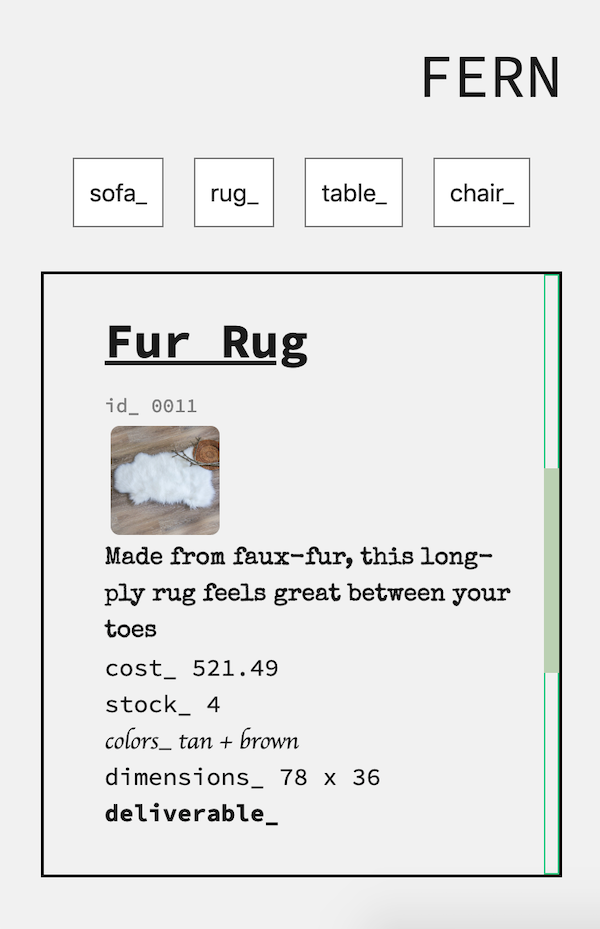 FERN
sofa_ rug_ table_ chair_
Fur Rug
id_ 0011
Made from faux-fur, this long-
ply rug feels great between your
toes
cost_ 521.49
stock_ 4
colors_ tan + brown
dimensions_ 78 x 36
deliverable_